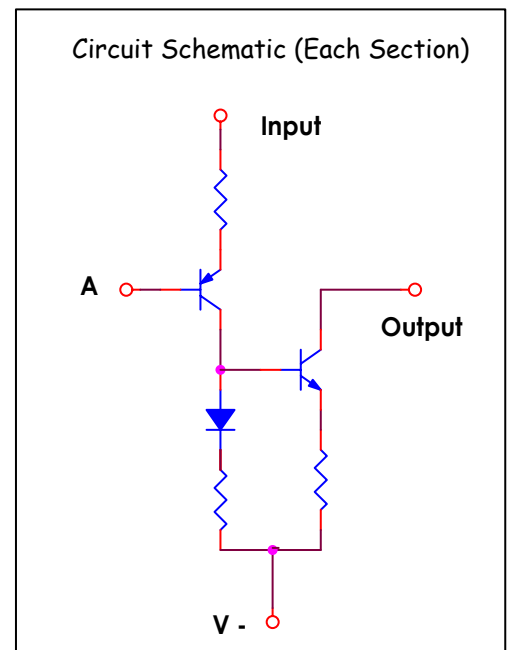 Circuit Schematic (Each Section)
Input
A
Output
V -